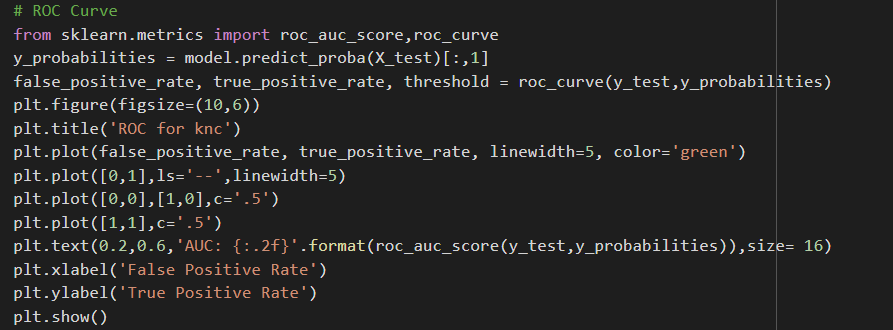 # ROC Curve
from sklearn.metrics import roc_auc_score,roc_curve
y_probabilities = model.predict_proba(X_test)[:,1]
false_positive_rate, true_positive_rate, threshold = roc_curve(y_test,y_probabilities)
plt.figure(figsize=(10,6))
plt.title('ROC for knc')
plt.plot(false_positive_rate, true_positive_rate, linewidth=5, color='green')
plt.plot([0,1],ls='--',linewidth=5)
plt.plot([0,0],[1,0],c='.5')
plt.plot([1,1],c='.5')
plt.text(0.2,0.6,'AUC: {:.2f}'.format(roc_auc_score(y_test,y_probabilities)),size= 16)
plt.xlabel('False Positive Rate')
plt.ylabel('True Positive Rate')
plt.show()